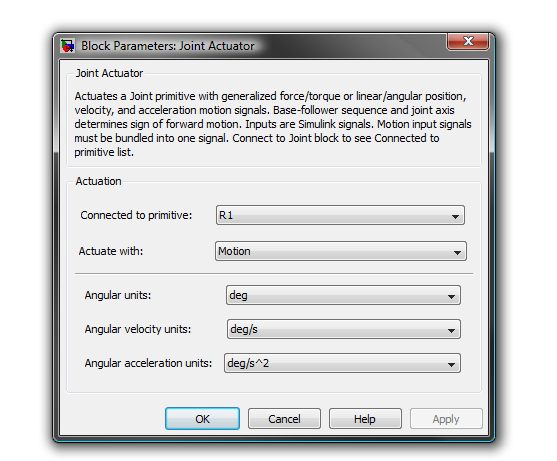 Block Parameters: Joint Actuator
Joint Actuator
Actuates a Joint primitive with generalized force/torque or linear/angular position,
velocity, and acceleration motion signals. Base-follower sequence and joint axis
determines sign of forward motion. Inputs are Simulink signals. Motion input signals
must be bundled into one signal. Connect to Joint block to see Connected to
primitive list.
Actuation
Connected to primitive: R1
Actuate with: Motion
Angular units: deg
Angular velocity units: deg/s
Angular acceleration units: deg/s^2
OK Cancel Help Apply